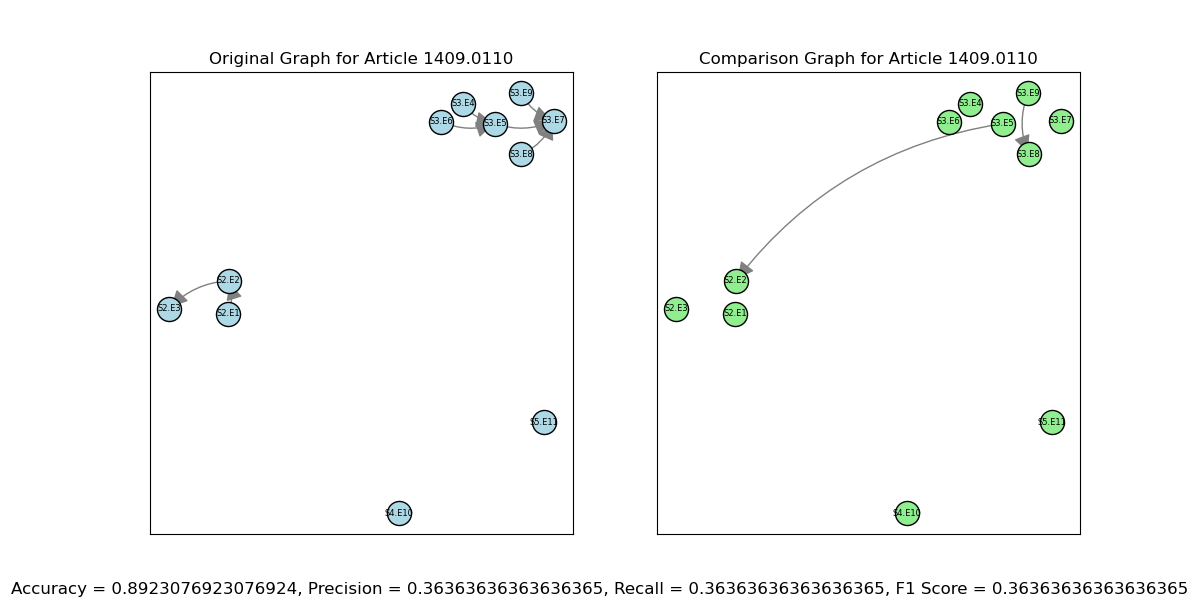 Original Graph for Article 1409.0110
Comparison Graph for Article 1409.0110
S3.E9
S3.E4
S3.E6
S3.E5
S3.E7
S3.E8
S2.E2
S2.E3
S2.E1
S5.E11
S4.E10
S3.E9
S3.E4
S3.E6
S3.E5
S3.E7
S3.E8
S2.E2
S2.E3
S2.E1
S5.E11
S4.E10
Accuracy = 0.8923076923076924, Precision = 0.36363636363636365, Recall = 0.36363636363636365, F1 Score = 0.36363636363636365